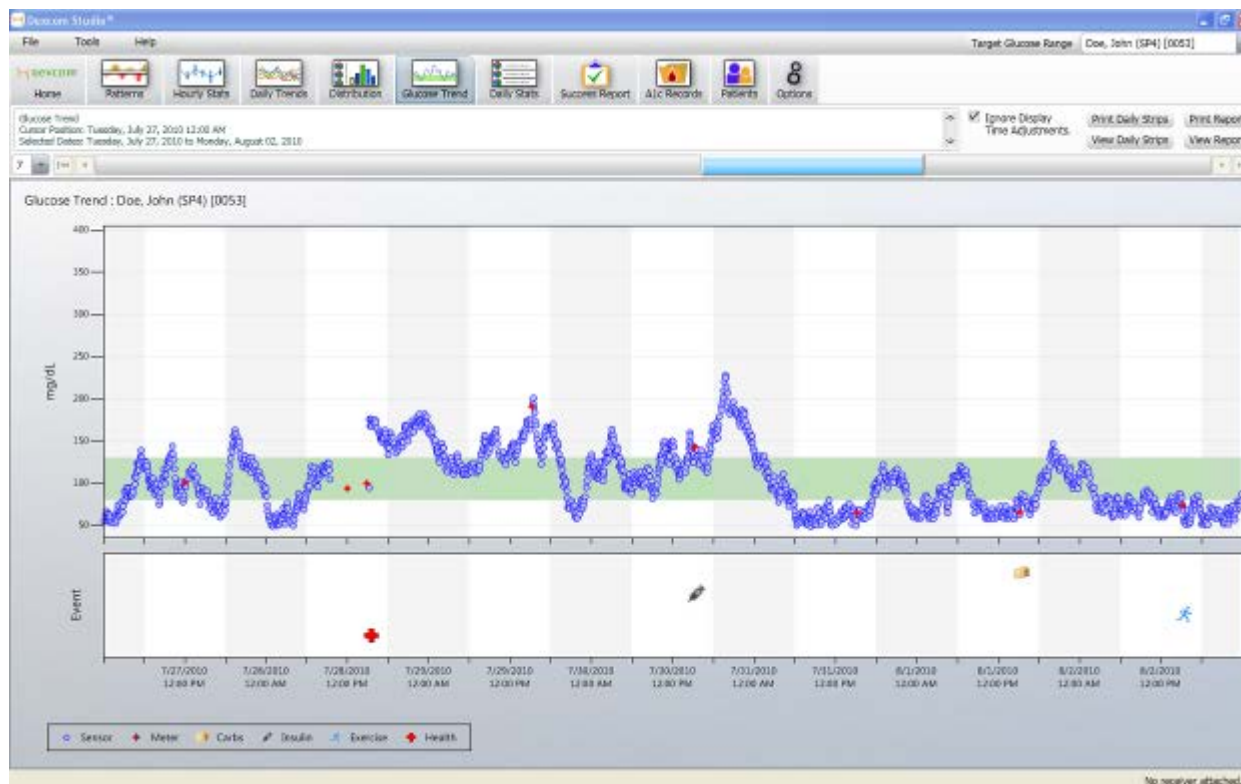 Dexcom Studio®
File Tools Help
Target Glucose Range Doe, John (SP4) [0053]
DEXCOM
Home Patterns Hourly Stats Daily Trends Distribution Glucose Trend Daily Stats Success Report A1c Records Patients Options
Glucose Trend
Cursor Position: Tuesday, July 27, 2010 12:00 AM
Selected Dates: Tuesday, July 27, 2010 to Monday, August 02, 2010
Ignore Display
Time Adjustments.
Print Daily Strips Print Repor
View Daily Strips View Repor
7
Glucose Trend : Doe, John (SP4) [0053]
400
350
300
250
200
150
100
50
mg/dL
Event
7/27/2010 7/28/2010 7/28/2010 7/29/2010 7/29/2010 7/30/2010 7/30/2010 7/31/2010 7/31/2010 8/1/2010 8/1/2010 8/2/2010 8/2/2010
12:00 PM 12:00 AM 12:00 PM 12:00 AM 12:00 PM 12:00 AM 12:00 PM 12:00 AM 12:00 PM 12:00 AM 12:00 PM 12:00 AM 12:00 PM
Sensor Meter Carbs Insulin Exercise Health
No receiver attached